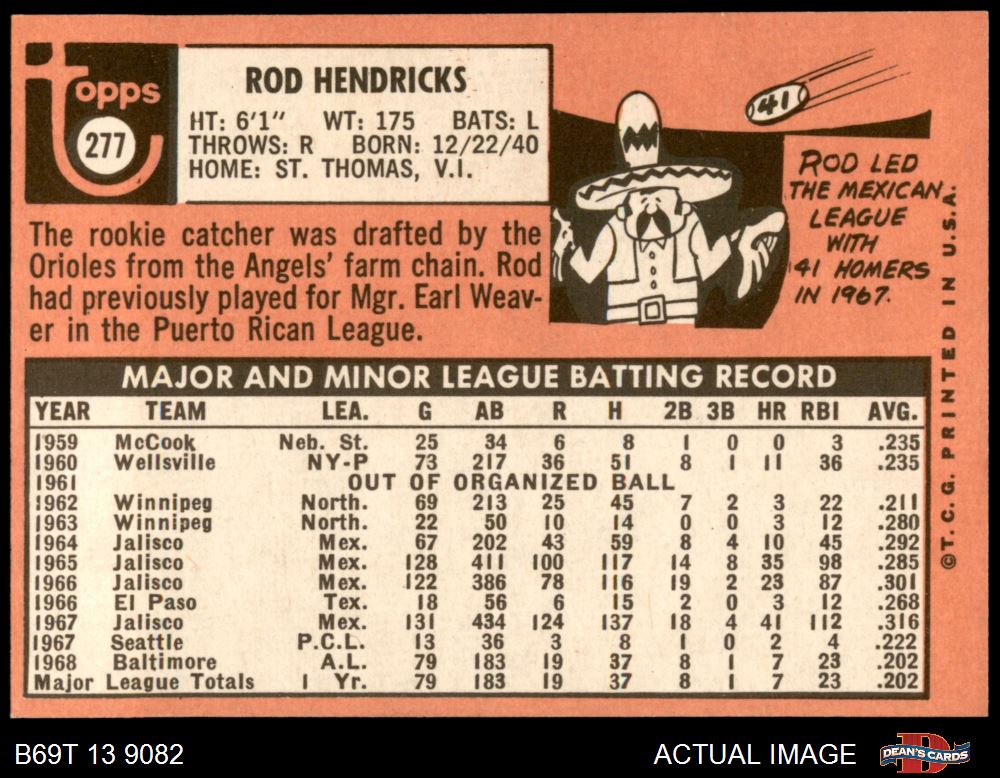 Topps
277
ROD HENDRICKS
HT: 6'1" WT: 175 BATS: L
THROWS: R BORN: 12/22/40
HOME: ST. THOMAS, V.I.
41
ROD LED
THE MEXICAN
LEAGUE
WITH
41 HOMERS
IN 1967.
The rookie catcher was drafted by the
Orioles from the Angels' farm chain. Rod
had previously played for Mgr. Earl Weav-
er in the Puerto Rican League.
MAJOR AND MINOR LEAGUE BATTING RECORD
YEAR TEAM LEA. G AB R H 2B 3B HR RBI AVG.
1959 McCook Neb. St. 25 34 6 8 1 0 0 3 .235
1960 Wellsville NY-P 73 217 36 51 8 1 11 36 .235
1961 OUT OF ORGANIZED BALL
1962 Winnipeg North. 69 213 25 45 7 2 3 22 .211
1963 Winnipeg North. 22 50 10 14 0 0 3 12 .280
1964 Jalisco Mex. 67 202 43 59 8 4 10 45 .292
1965 Jalisco Mex. 128 411 100 117 14 8 35 98 .285
1966 Jalisco Mex. 122 386 78 116 19 2 23 87 .301
1966 El Paso Tex. 18 56 6 15 2 0 3 12 .268
1967 Jalisco Mex. 131 434 124 137 18 4 41 112 .316
1967 Seattle P.C.L. 13 36 3 8 1 0 2 4 .222
1968 Baltimore A.L. 79 183 19 37 8 1 7 23 .202
Major League Totals 1 Yr. 79 183 19 37 8 1 7 23 .202
©T.C.G. PRINTED IN U.S.A.
B69T 13 9082
ACTUAL IMAGE
DEAN'S CARDS